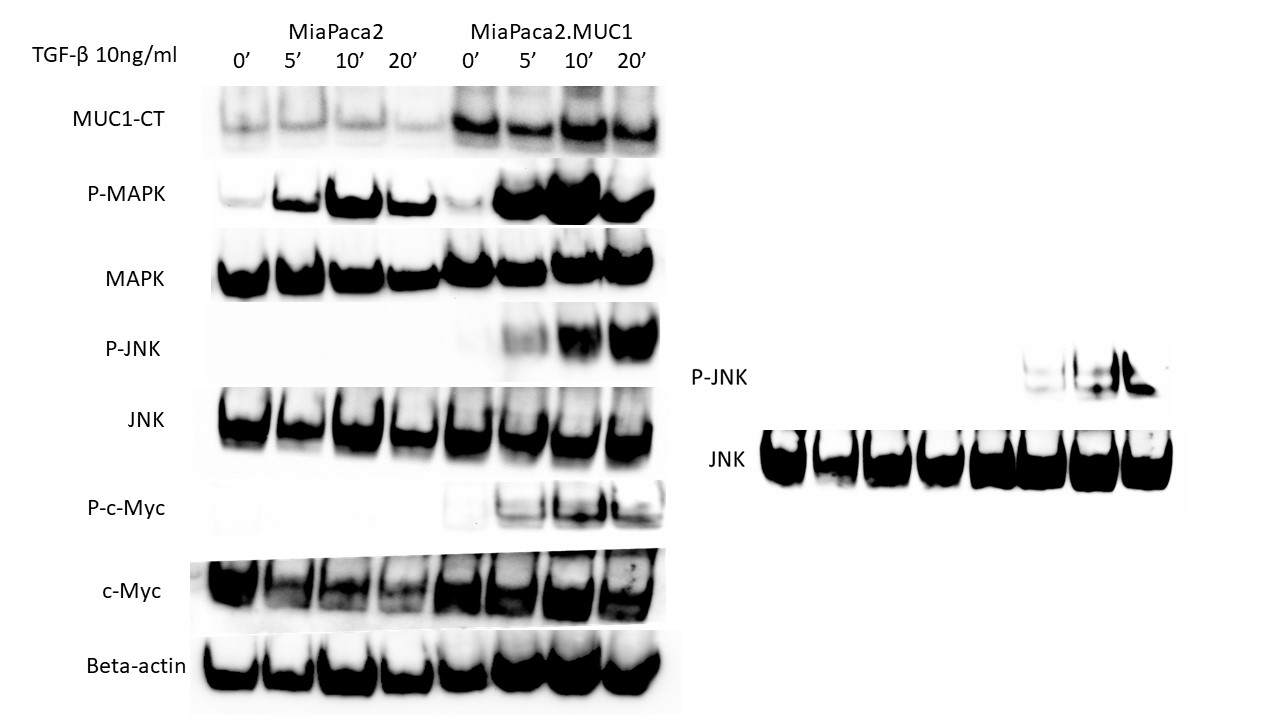 MiaPaca2 MiaPaca2.MUC1
TGF-β 10ng/ml 0’ 5’ 10’ 20’ 0’ 5’ 10’ 20’
MUC1-CT
P-MAPK
MAPK
P-JNK
JNK
P-c-Myc
c-Myc
Beta-actin
P-JNK
JNK